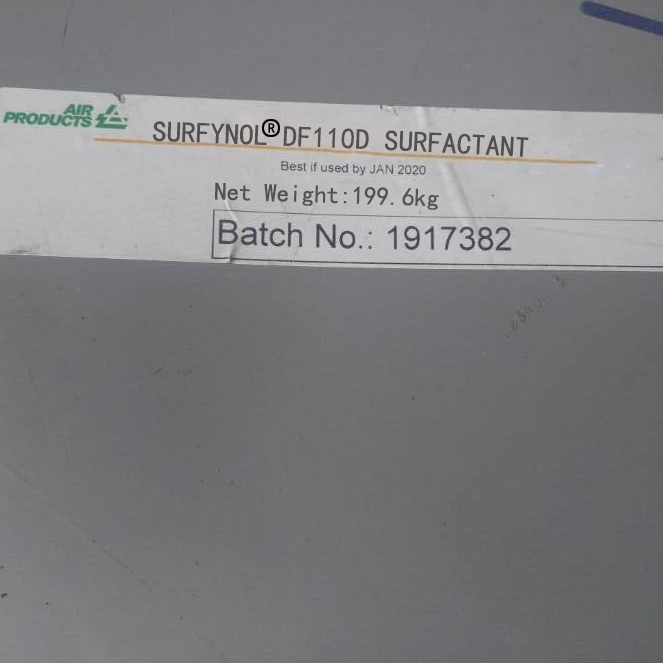 AIR
PRODUCTS
SURFYNOL®DF110D SURFACTANT
Best if used by JAN 2020
Net Weight:199.6kg
Batch No.: 1917382